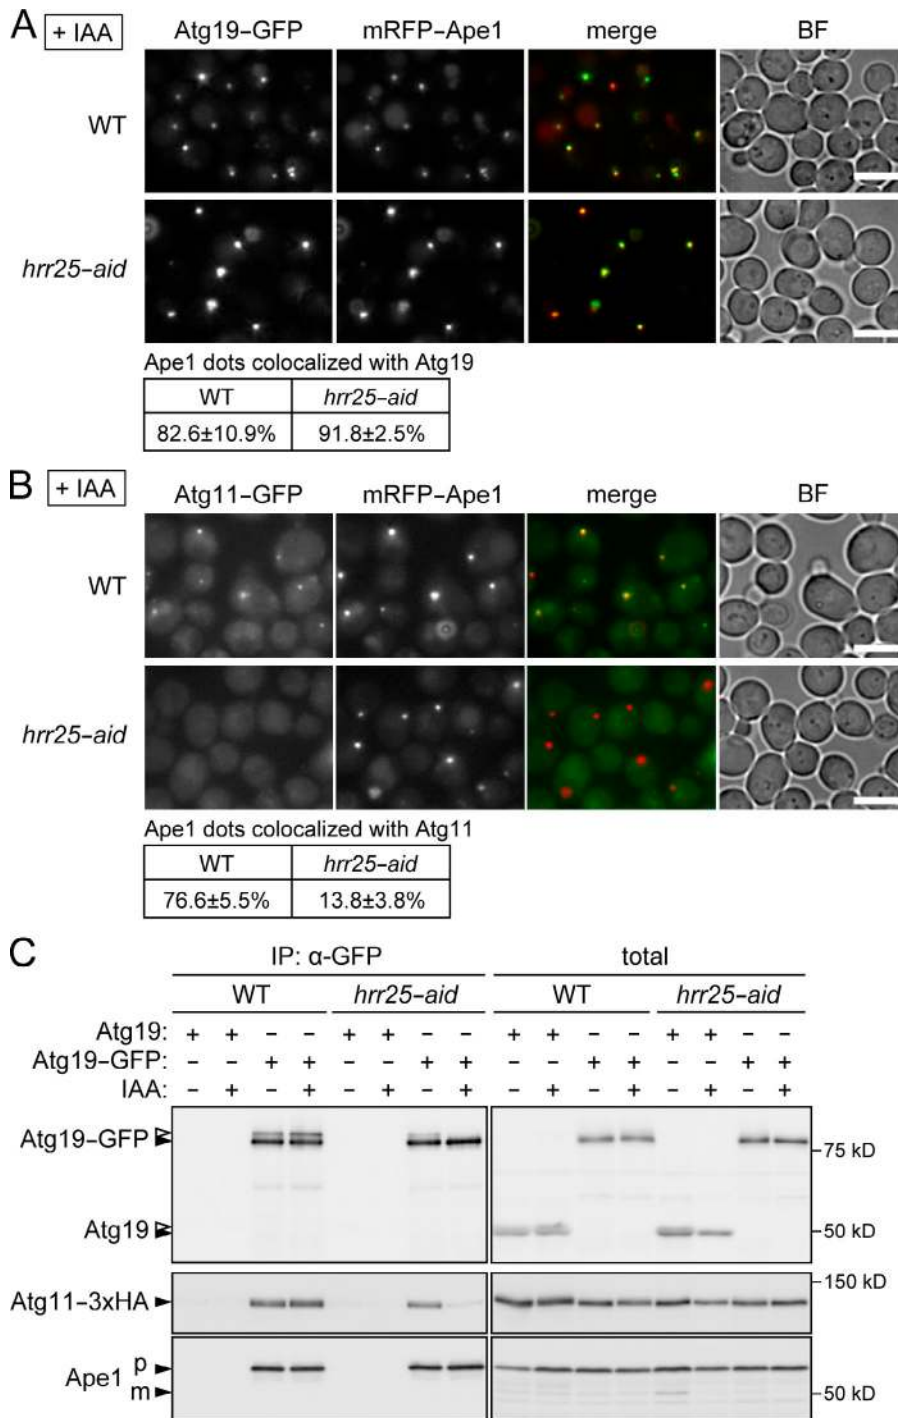 A + IAA Atg19–GFP mRFP–Ape1 merge BF
WT
hrr25–aid
Ape1 dots colocalized with Atg19
WT hrr25–aid
82.6±10.9% 91.8±2.5%
B + IAA Atg11–GFP mRFP–Ape1 merge BF
WT
hrr25–aid
Ape1 dots colocalized with Atg11
WT hrr25–aid
76.6±5.5% 13.8±3.8%
C IP: α-GFP total
WT hrr25–aid WT hrr25–aid
Atg19: + + – – + + – – + + – – + + – –
Atg19–GFP: – – + + – – + + – – + + – – + +
IAA: – + – + – + – + – + – + – + – +
Atg19–GFP
75 kD
Atg19 50 kD
150 kD
Atg11–3xHA
Ape1 p
m 50 kD